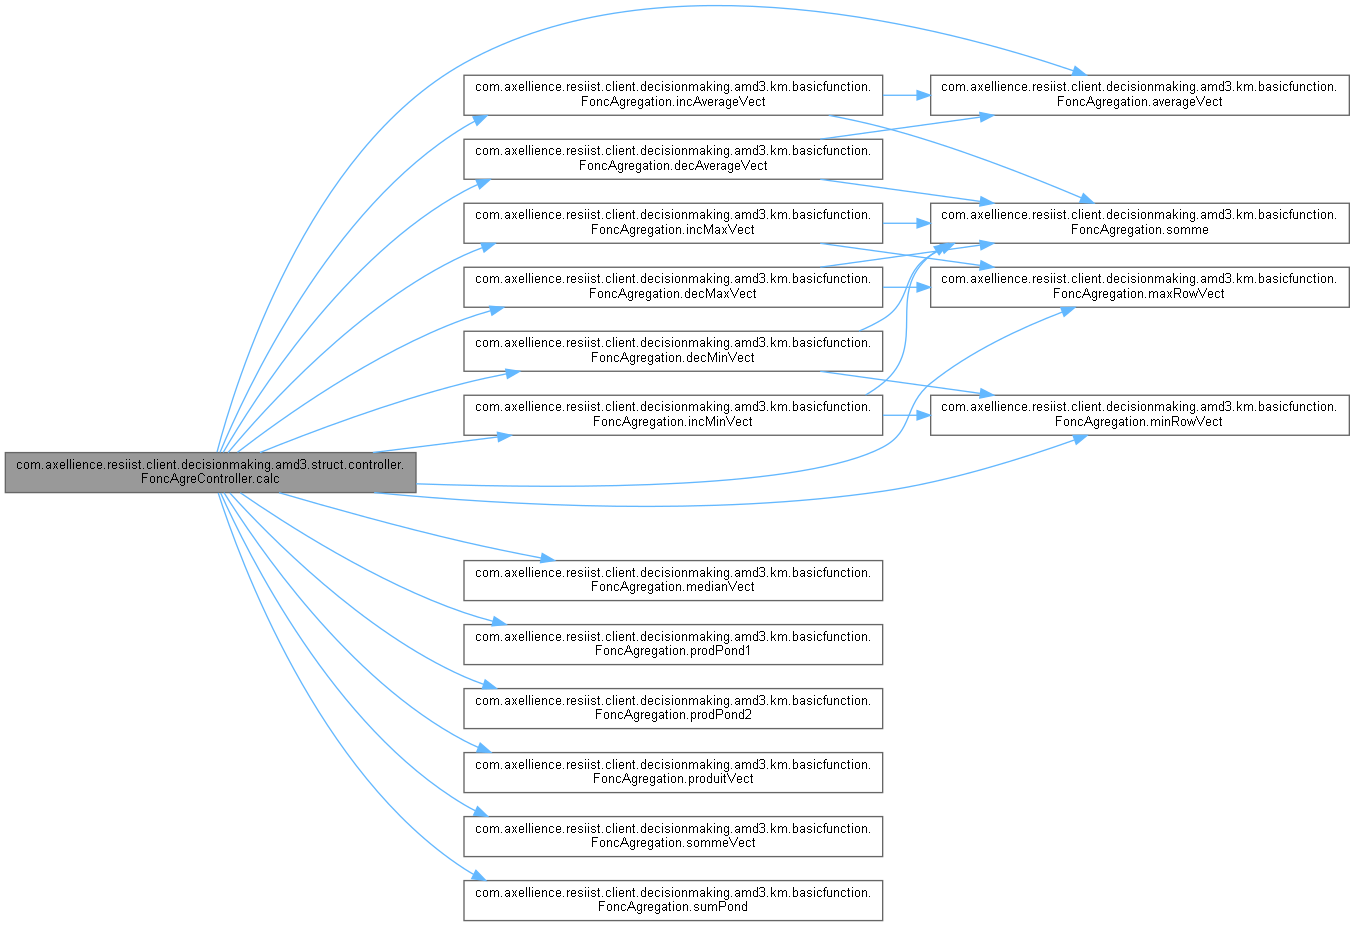 com.axellience.resiist.client.decisionmaking.amd3.km.basicfunction.
FoncAgregation.incAverageVect
com.axellience.resiist.client.decisionmaking.amd3.km.basicfunction.
FoncAgregation.averageVect
com.axellience.resiist.client.decisionmaking.amd3.km.basicfunction.
FoncAgregation.decAverageVect
com.axellience.resiist.client.decisionmaking.amd3.km.basicfunction.
FoncAgregation.incMaxVect
com.axellience.resiist.client.decisionmaking.amd3.km.basicfunction.
FoncAgregation.somme
com.axellience.resiist.client.decisionmaking.amd3.km.basicfunction.
FoncAgregation.decMaxVect
com.axellience.resiist.client.decisionmaking.amd3.km.basicfunction.
FoncAgregation.maxRowVect
com.axellience.resiist.client.decisionmaking.amd3.km.basicfunction.
FoncAgregation.decMinVect
com.axellience.resiist.client.decisionmaking.amd3.km.basicfunction.
FoncAgregation.incMinVect
com.axellience.resiist.client.decisionmaking.amd3.km.basicfunction.
FoncAgregation.minRowVect
com.axellience.resiist.client.decisionmaking.amd3.struct.controller.
FoncAgreController.calc
com.axellience.resiist.client.decisionmaking.amd3.km.basicfunction.
FoncAgregation.medianVect
com.axellience.resiist.client.decisionmaking.amd3.km.basicfunction.
FoncAgregation.prodPond1
com.axellience.resiist.client.decisionmaking.amd3.km.basicfunction.
FoncAgregation.prodPond2
com.axellience.resiist.client.decisionmaking.amd3.km.basicfunction.
FoncAgregation.produitVect
com.axellience.resiist.client.decisionmaking.amd3.km.basicfunction.
FoncAgregation.sommeVect
com.axellience.resiist.client.decisionmaking.amd3.km.basicfunction.
FoncAgregation.sumPond